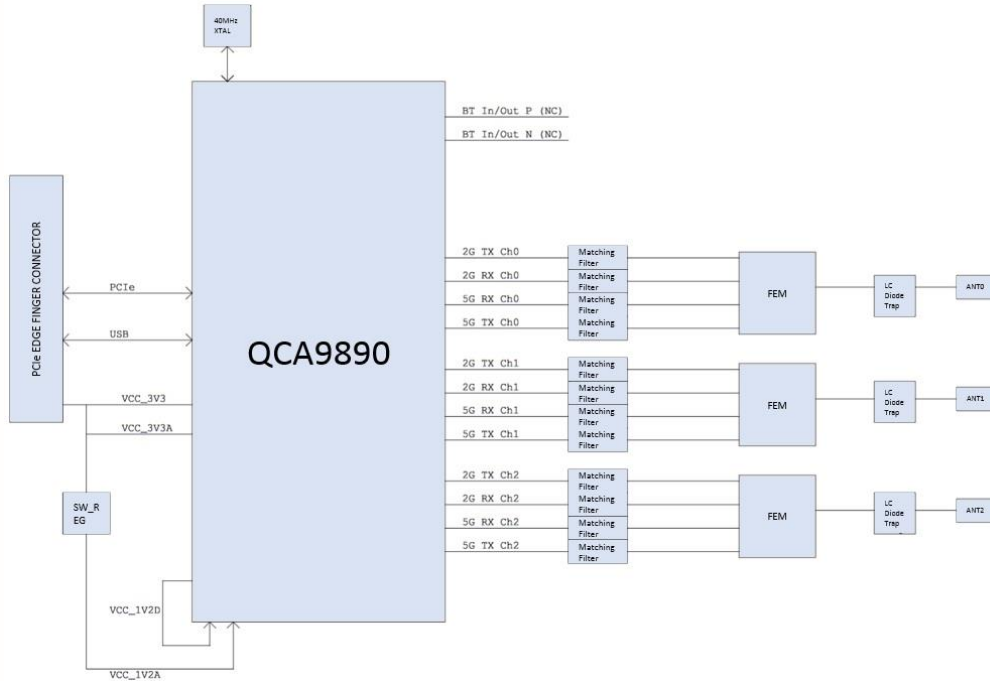 40MHz
XTAL
BT In/Out P (NC)
BT In/Out N (NC)
PCIe EDGE FINGER CONNECTOR
PCIe
USB
VCC_3V3
VCC_3V3A
SW_R
EG
VCC_1V2D
VCC_1V2A
QCA9890
2G TX Ch0
2G RX Ch0
5G RX Ch0
5G TX Ch0
Matching
Filter
Matching
Filter
Matching
Filter
Matching
Filter
FEM
LC
Diode
Trap
ANT0
2G TX Ch1
2G RX Ch1
5G RX Ch1
5G TX Ch1
Matching
Filter
Matching
Filter
Matching
Filter
Matching
Filter
FEM
LC
Diode
Trap
ANT1
2G TX Ch2
2G RX Ch2
5G RX Ch2
5G TX Ch2
Matching
Filter
Matching
Filter
Matching
Filter
Matching
Filter
FEM
LC
Diode
Trap
ANT2